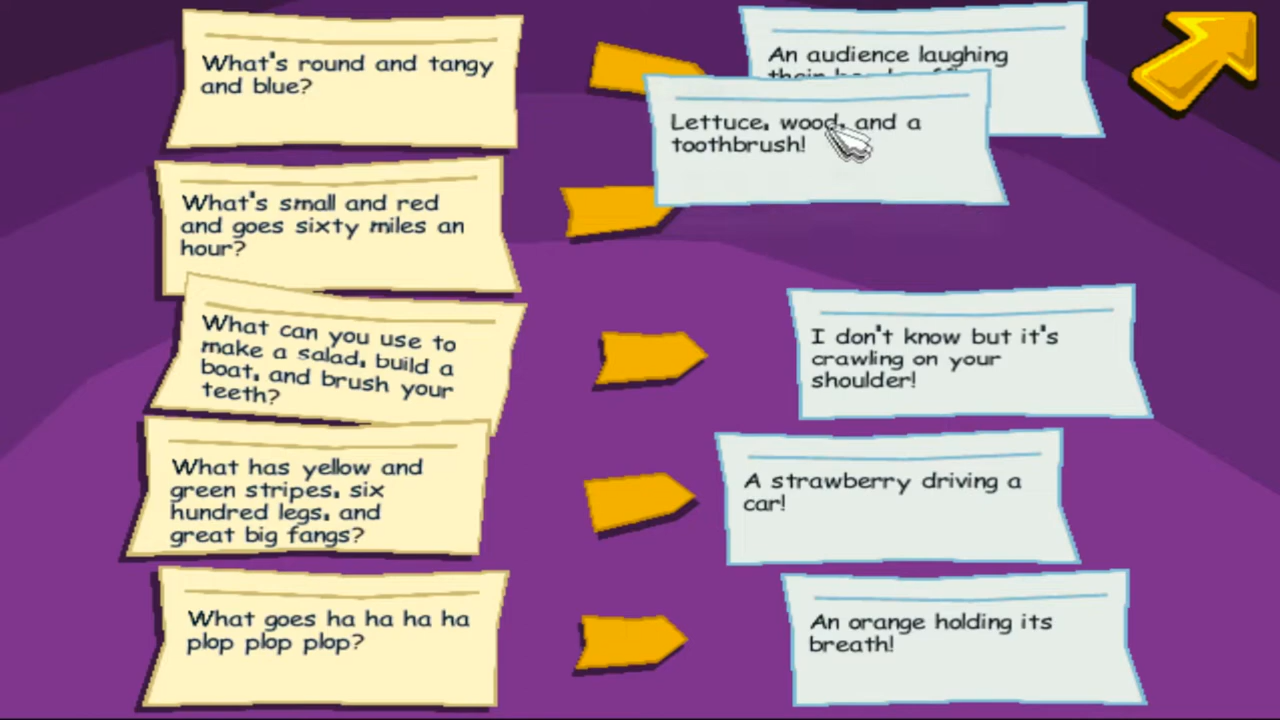 What's round and tangy
and blue?
What's small and red
and goes sixty miles an
hour?
What can you use to
make a salad, build a
boat, and brush your
teeth?
What has yellow and
green stripes, six
hundred legs, and
great big fangs?
What goes ha ha ha ha
plop plop plop?
An audience laughing
Lettuce, wood, and a
toothbrush!
I don't know but it's
crawling on your
shoulder!
A strawberry driving a
car!
An orange holding its
breath!